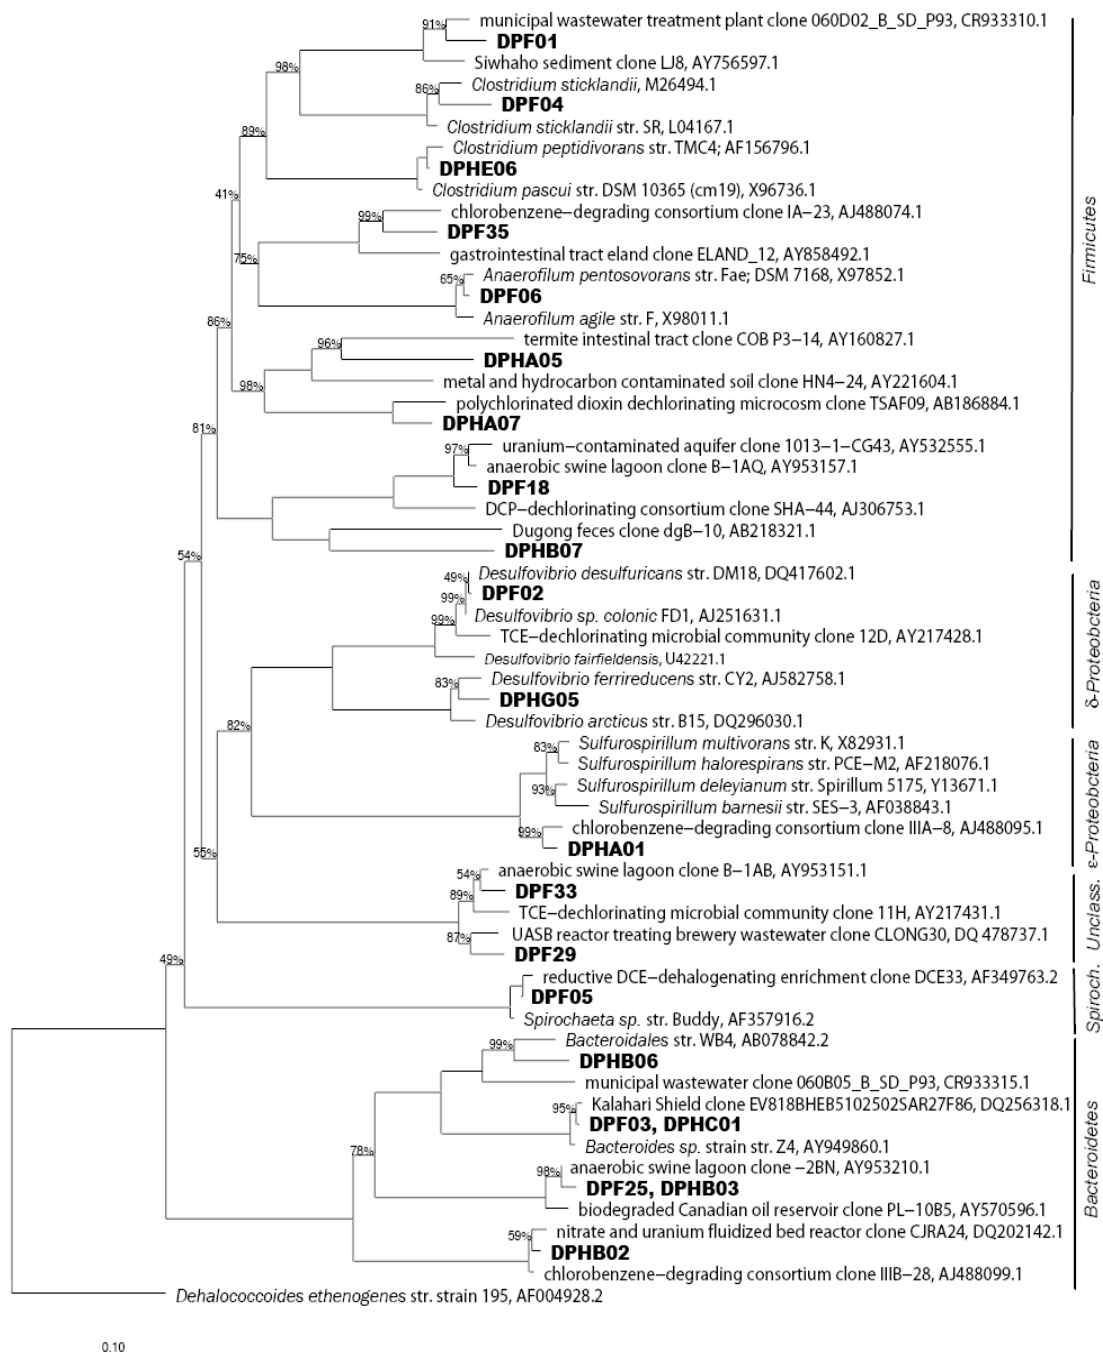 91%
municipal wastewater treatment plant clone 060D02_B_SD_P93, CR933310.1
DPF01
Siwhaho sediment clone LJ8, AY756597.1
98%
Clostridium sticklandii, M26494.1
86%
DPF04
Clostridium sticklandii str. SR, L04167.1
89%
Clostridium peptidivorans str. TMC4; AF156796.1
DPHE06
Clostridium pascui str. DSM 10365 (cm19), X96736.1
41%
chlorobzene−degrading consortium clone IA−23, AJ488074.1
99%
DPF35
gastrointestinal tract eland clone ELAND_12, AY858492.1
75%
Anaerofilum pentosovorans str. Fae; DSM 7168, X97852.1
65%
DPF06
Anaerofilum agile str. F, X98011.1
Firmicutes
86%
termite intestinal tract clone COB P3−14, AY160827.1
96%
DPHA05
metal and hydrocarbon contaminated soil clone HN4−24, AY221604.1
98%
polychlorinated dioxin dechlorinating microcosm clone TSAF09, AB186884.1
DPHA07
81%
uranium−contaminated aquifer clone 1013−1−CG43, AY532555.1
97%
anaerobic swine lagoon clone B−1AQ, AY953157.1
DPF18
DCP−dechlorinating consortium clone SHA−44, AJ306753.1
Dugong feces clone dgB−10, AB218321.1
DPHB07
54%
Desulfovibrio desulfuricans str. DM18, DQ417602.1
49%
DPF02
99%
Desulfovibrio sp. colonic FD1, AJ251631.1
99%
TCE−dechlorinating microbial community clone 12D, AY217428.1
Desulfovibrio fairfieldensis, U42221.1
Desulfovibrio ferrireducens str. CY2, AJ582758.1
83%
DPHG05
Desulfovibrio arcticus str. B15, DQ296030.1
δ-Proteobcteria
82%
Sulfurospirillum multivorans str. K, X82931.1
83%
Sulfurospirillum halorespirans str. PCE−M2, AF218076.1
Sulfurospirillum deleyianum str. Spirillum 5175, Y13671.1
93%
Sulfurospirillum barnesii str. SES−3, AF038843.1
chlorobenzene−degrading consortium clone IIIA−8, AJ488095.1
99%
DPHA01
ε-Proteobcteria
55%
anaerobic swine lagoon clone B−1AB, AY953151.1
54%
DPF33
89%
TCE−dechlorinating microbial community clone 11H, AY217431.1
UASB reactor treating brewery wastewater clone CLONG30, DQ 478737.1
87%
DPF29
Unclass.
49%
reductive DCE−dehalogenating enrichment clone DCE33, AF349763.2
DPF05
Spirochaeta sp. str. Buddy, AF357916.2
Spiroch.
Bacteroidales str. WB4, AB078842.2
99%
DPHB06
municipal wastewater clone 060B05_B_SD_P93, CR933315.1
Kalahari Shield clone EV818BHEB5102502SAR27F86, DQ256318.1
95%
DPF03, DPHC01
Bacteroides sp. strain str. Z4, AY949860.1
78%
anaerobic swine lagoon clone −2BN, AY953210.1
98%
DPF25, DPHB03
biodegraded Canadian oil reservoir clone PL−10B5, AY570596.1
nitrate and uranium fluidized bed reactor clone CJRA24, DQ202142.1
59%
DPHB02
chlorobenzene−degrading consortium clone IIIB−28, AJ488099.1
Bacteroidetes
Dehalococcoides ethenogenes str. strain 195, AF004928.2
0.10